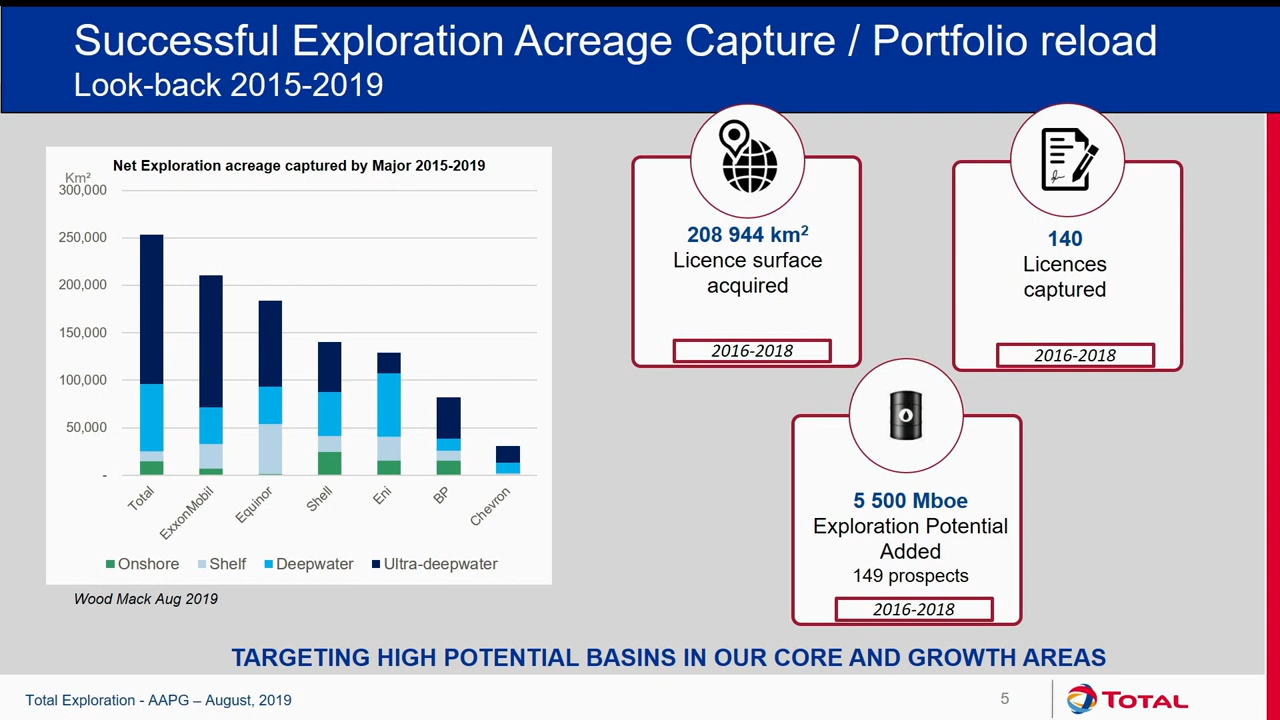 Successful Exploration Acreage Capture / Portfolio reload
Look-back 2015-2019
Net Exploration acreage captured by Major 2015-2019
Km²
300,000
250,000
200,000
150,000
100,000
50,000
-
Total
ExxonMobil
Equinor
Shell
Eni
BP
Chevron
Onshore
Shelf
Deepwater
Ultra-deepwater
Wood Mack Aug 2019
208 944 km²
Licence surface
acquired
2016-2018
140
Licences
captured
2016-2018
5 500 Mboe
Exploration Potential
Added
149 prospects
2016-2018
TARGETING HIGH POTENTIAL BASINS IN OUR CORE AND GROWTH AREAS
Total Exploration - AAPG – August, 2019
5
TOTAL